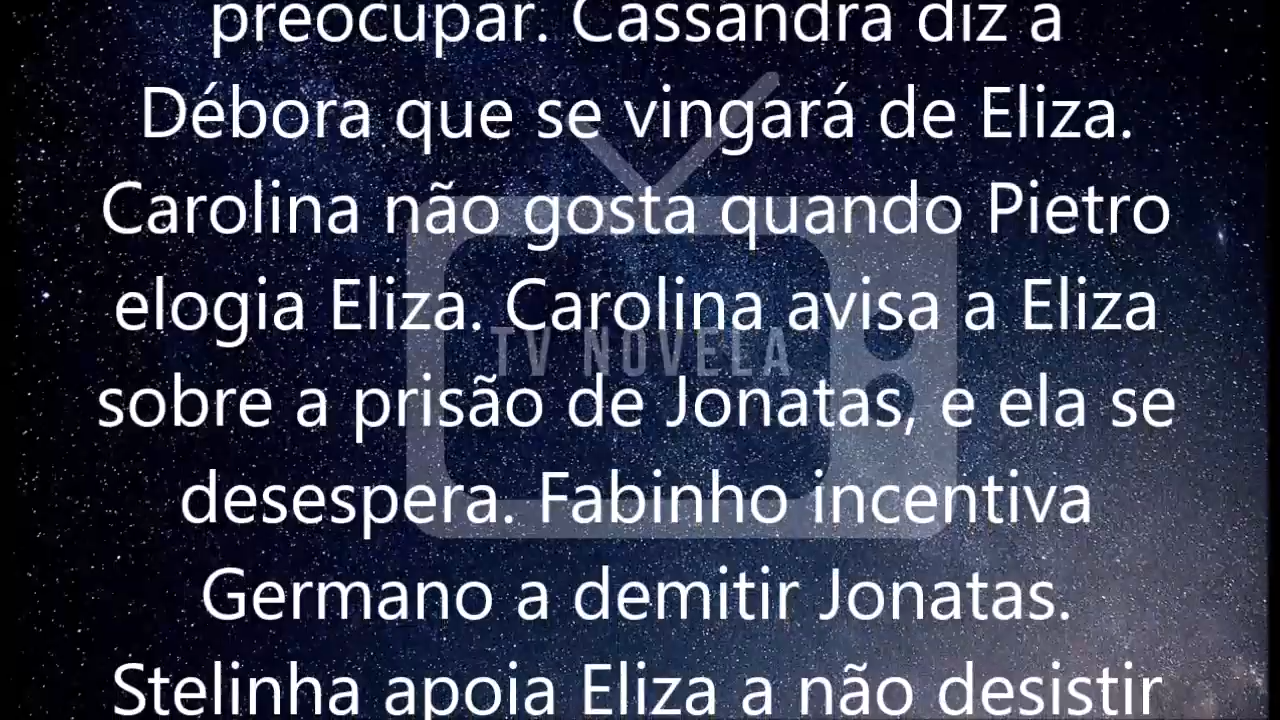 preocupar. Cassandra diz a
Débora que se vingará de Eliza.
Carolina não gosta quando Pietro
elogia Eliza. Carolina avisa a Eliza
TV NOVELA
sobre a prisão de Jonatas, e ela se
desespera. Fabinho incentiva
Germano a demitir Jonatas.
Stelinha apoia Eliza a não desistir